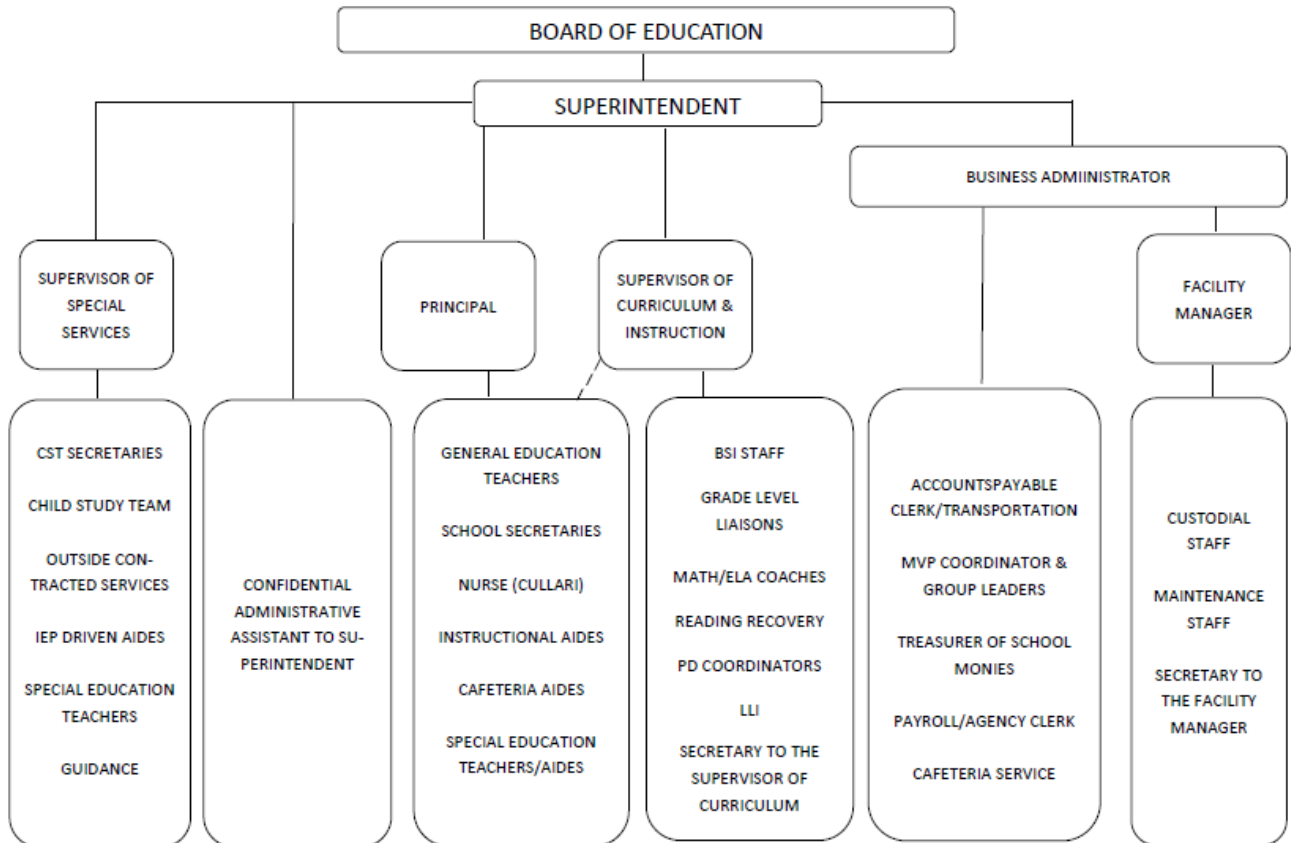 BOARD OF EDUCATION
SUPERINTENDENT
BUSINESS ADMIINISTRATOR
SUPERVISOR OF
SPECIAL
SERVICES
PRINCIPAL
SUPERVISOR OF
CURRICULUM &
INSTRUCTION
FACILITY
MANAGER
CST SECRETARIES
CHILD STUDY TEAM
OUTSIDE CON-
TRACTED SERVICES
IEP DRIVEN AIDES
SPECIAL EDUCATION
TEACHERS
GUIDANCE
CONFIDENTIAL
ADMINISTRATIVE
ASSISTANT TO SU-
PERINTENDENT
GENERAL EDUCATION
TEACHERS
SCHOOL SECRETARIES
NURSE (CULLARI)
INSTRUCTIONAL AIDES
CAFETERIA AIDES
SPECIAL EDUCATION
TEACHERS/AIDES
BSI STAFF
GRADE LEVEL
LIAISONS
MATH/ELA COACHES
READING RECOVERY
PD COORDINATORS
LLI
SECRETARY TO THE
SUPERVISOR OF
CURRICULUM
ACCOUNTSPAYABLE
CLERK/TRANSPORTATION
MVP COORDINATOR &
GROUP LEADERS
TREASURER OF SCHOOL
MONIES
PAYROLL/AGENCY CLERK
CAFETERIA SERVICE
CUSTODIAL
STAFF
MAINTENANCE
STAFF
SECRETARY TO
THE FACILITY
MANAGER